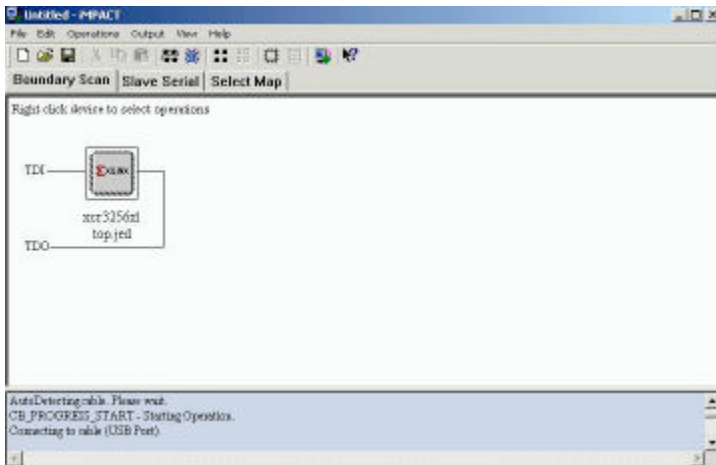 Untitled - iMPACT
File Edit Operations Output View Help
Boundary Scan Slave Serial Select Map
Right click device to select operations
TDI
XILINX
xcr3256xl
top.jed
TDO
AutoDetecting cable. Please wait.
CB_PROGRESS_START - Starting Operation.
Connecting to cable (USB Port).